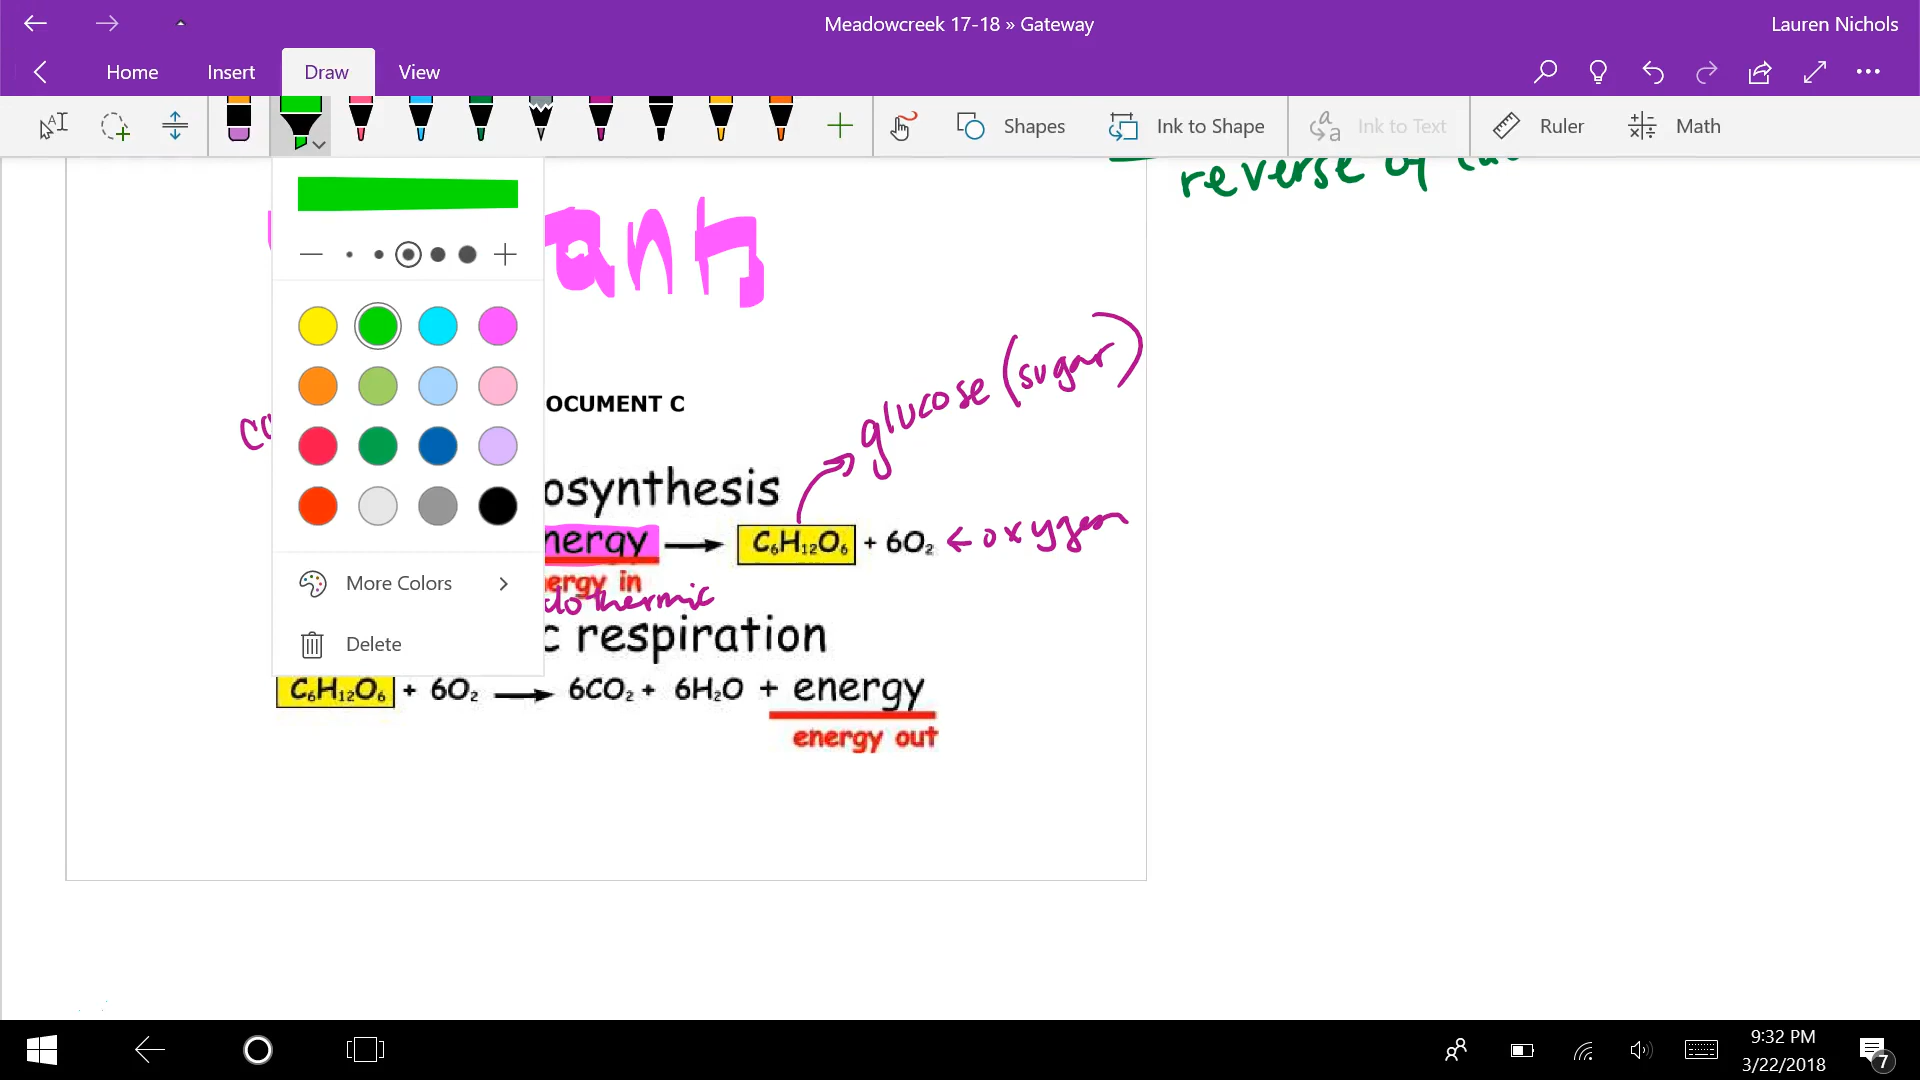 Meadowcreek 17-18 » Gateway
Lauren Nichols
Home Insert Draw View
Shapes Ink to Shape Ink to Text Ruler Math
reverse of
glucose (sugar)
OCUMENT C
osynthesis
nergy → C₆H₁₂O₆ + 6O₂ ← oxygen
ergy in
dothermic
More Colors
c respiration
Delete
C₆H₁₂O₆ + 6O₂ → 6CO₂ + 6H₂O + energy
energy out
9:32 PM
3/22/2018
7